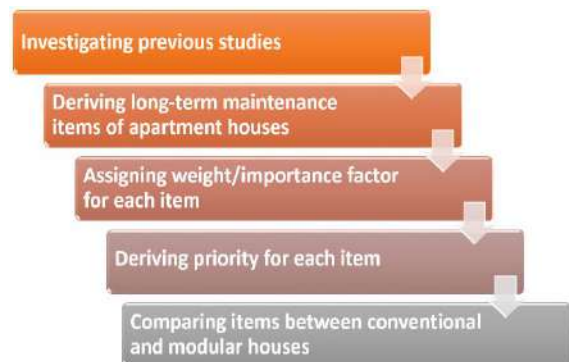 Investigating previous studies
Deriving long-term maintenance
items of apartment houses
Assigning weight/importance factor
for each item
Deriving priority for each item
Comparing items between conventional
and modular houses